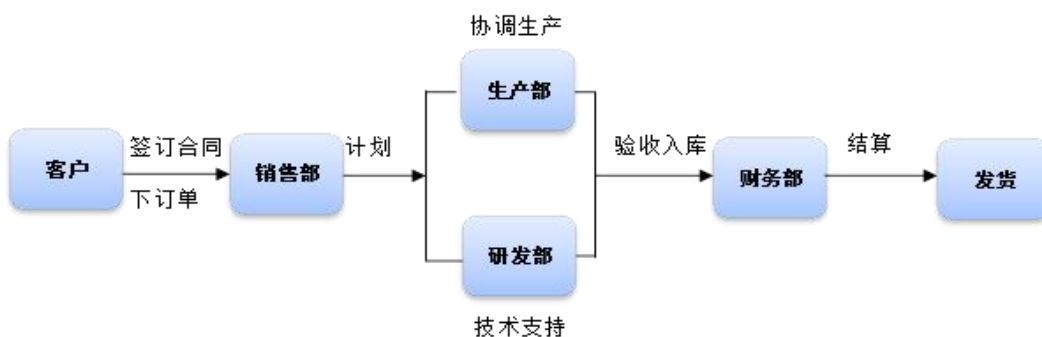 协调生产
生产部
客户
签订合同
下订单
销售部
计划
验收入库
财务部
结算
发货
研发部
技术支持